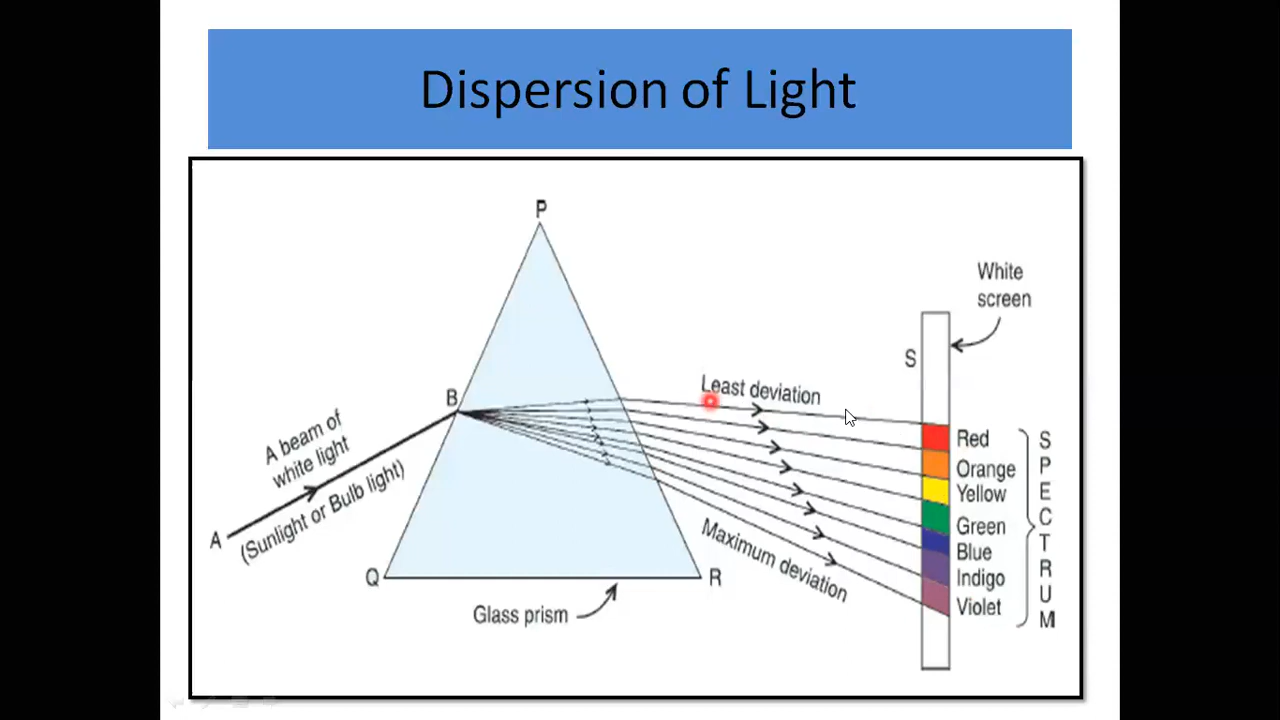 Dispersion of Light
P
White
screen
S
Least deviation
B
A beam of
white light
(Sunlight or Bulb light)
A
Red
Orange
Yellow
Green
Blue
Indigo
Violet
SPECTRUM
Maximum deviation
Q
R
Glass prism